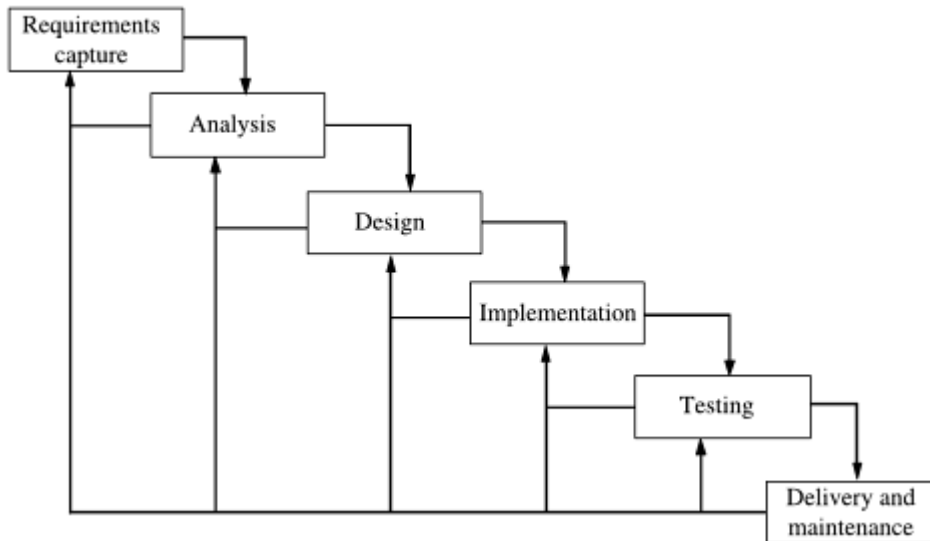 Requirements
capture
Analysis
Design
Implementation
Testing
Delivery and
maintenance